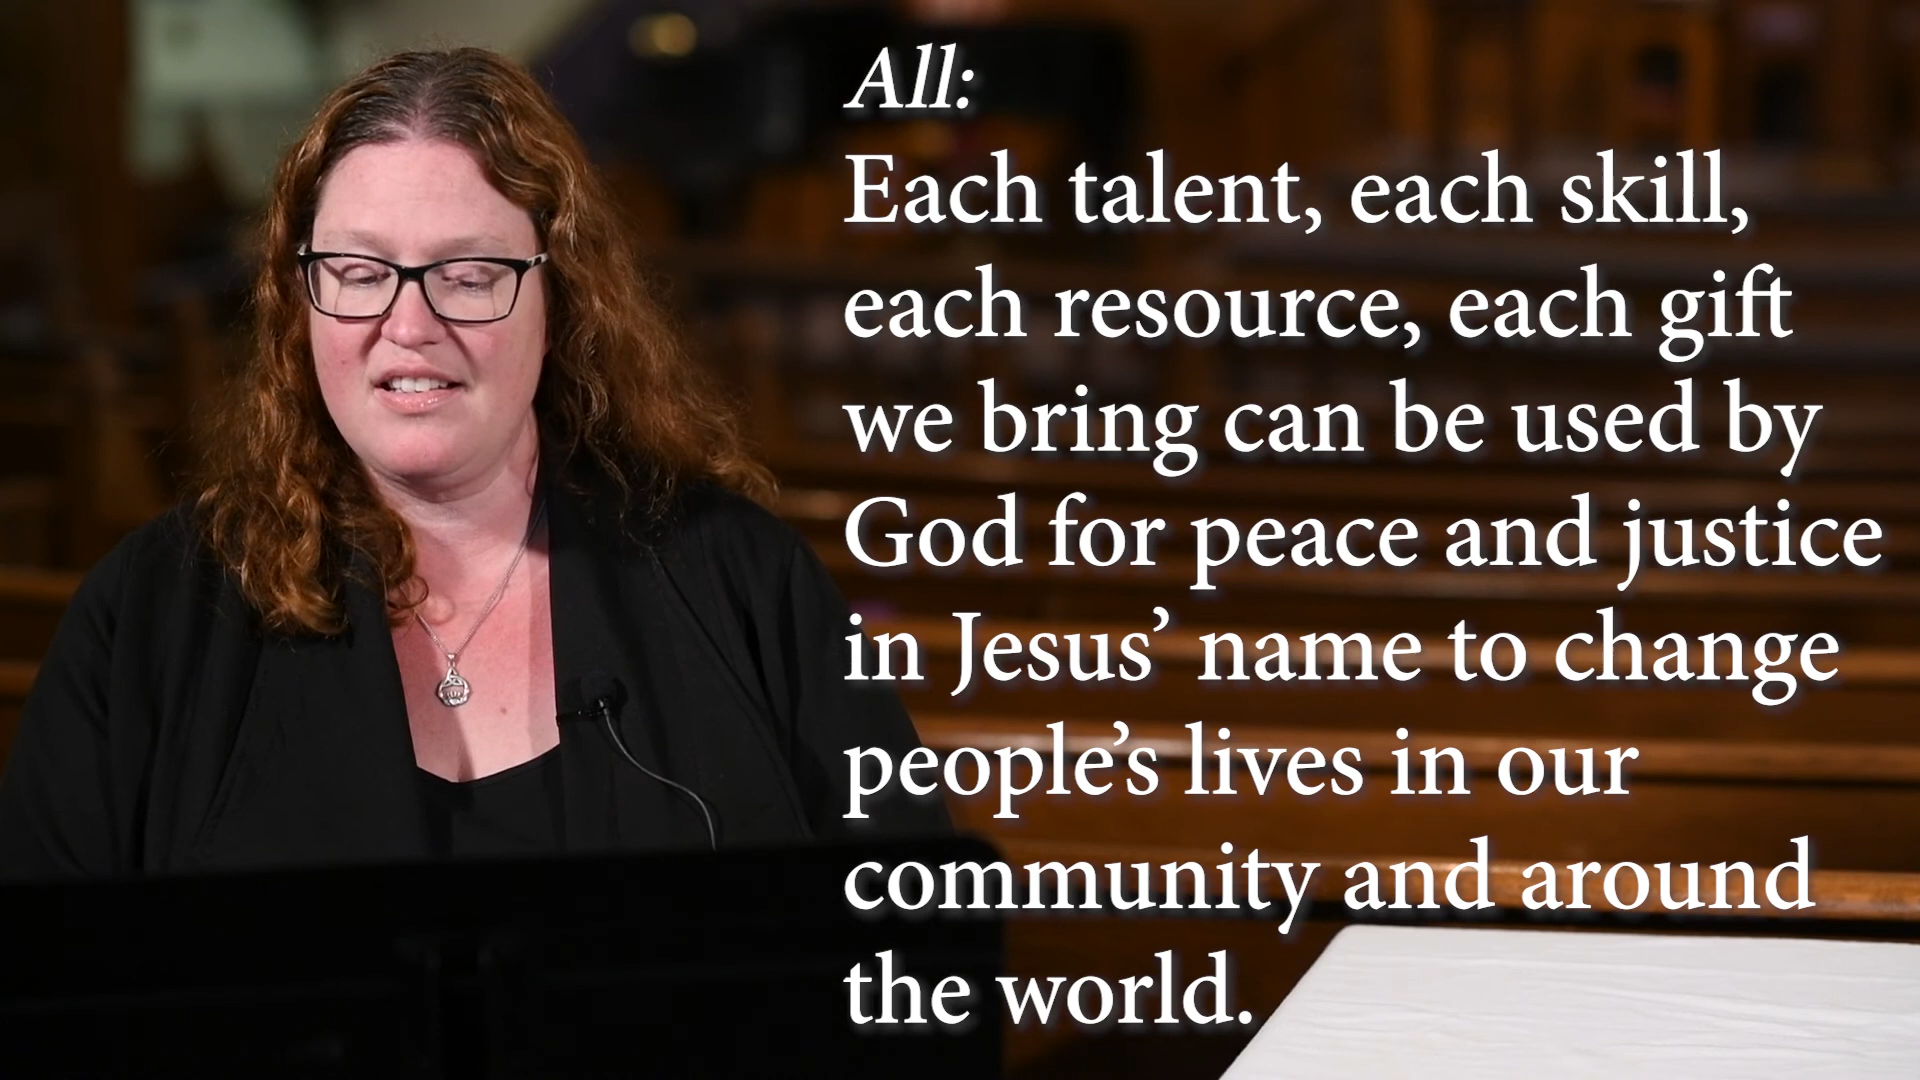 All:
Each talent, each skill,
each resource, each gift
we bring can be used by
God for peace and justice
in Jesus’ name to change
people’s lives in our
community and around
the world.